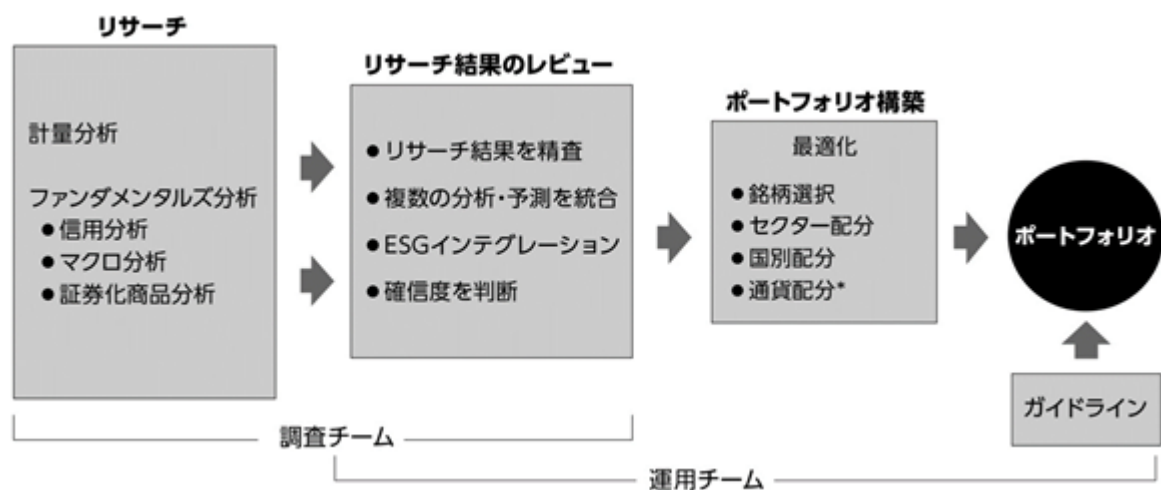 リサーチ
計量分析
ファンダメンタルズ分析
● 信用分析
● マクロ分析
● 証券化商品分析
リサーチ結果のレビュー
● リサーチ結果を精査
● 複数の分析・予測を統合
● ESGインテグレーション
● 確信度を判断
ポートフォリオ構築
最適化
● 銘柄選択
● セクター配分
● 国別配分
● 通貨配分*
ポートフォリオ
ガイドライン
調査チーム
運用チーム